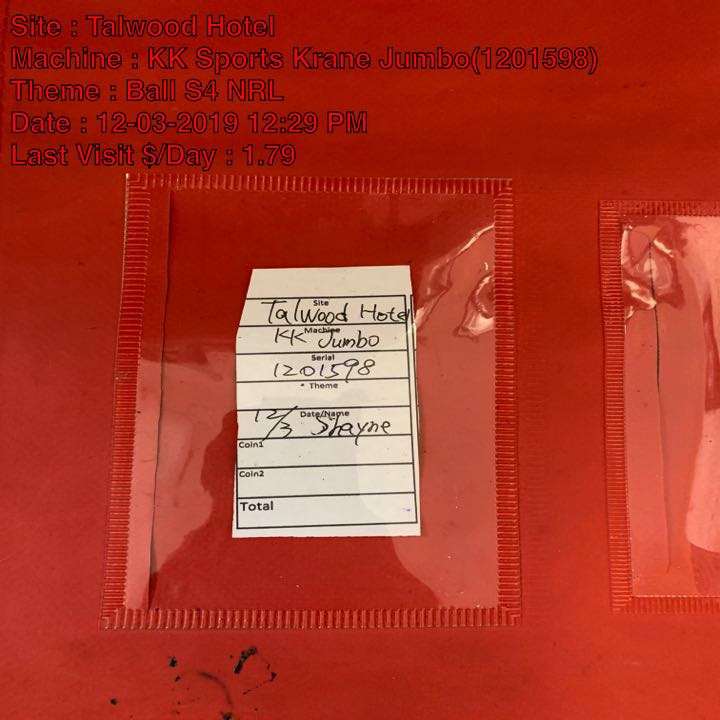 Site : Talwood Hotel
Machine : KK Sports Krane Jumbo(1201598)
Theme : Ball S4 NRL
Date : 12-03-2019 12:29 PM
Last Visit $/Day : 1.79
Site
Talwood Hotel
Machine
KK Jumbo
Serial
1201598
Theme
Date/Name
12/3 Shayne
Coin1
Coin2
Total